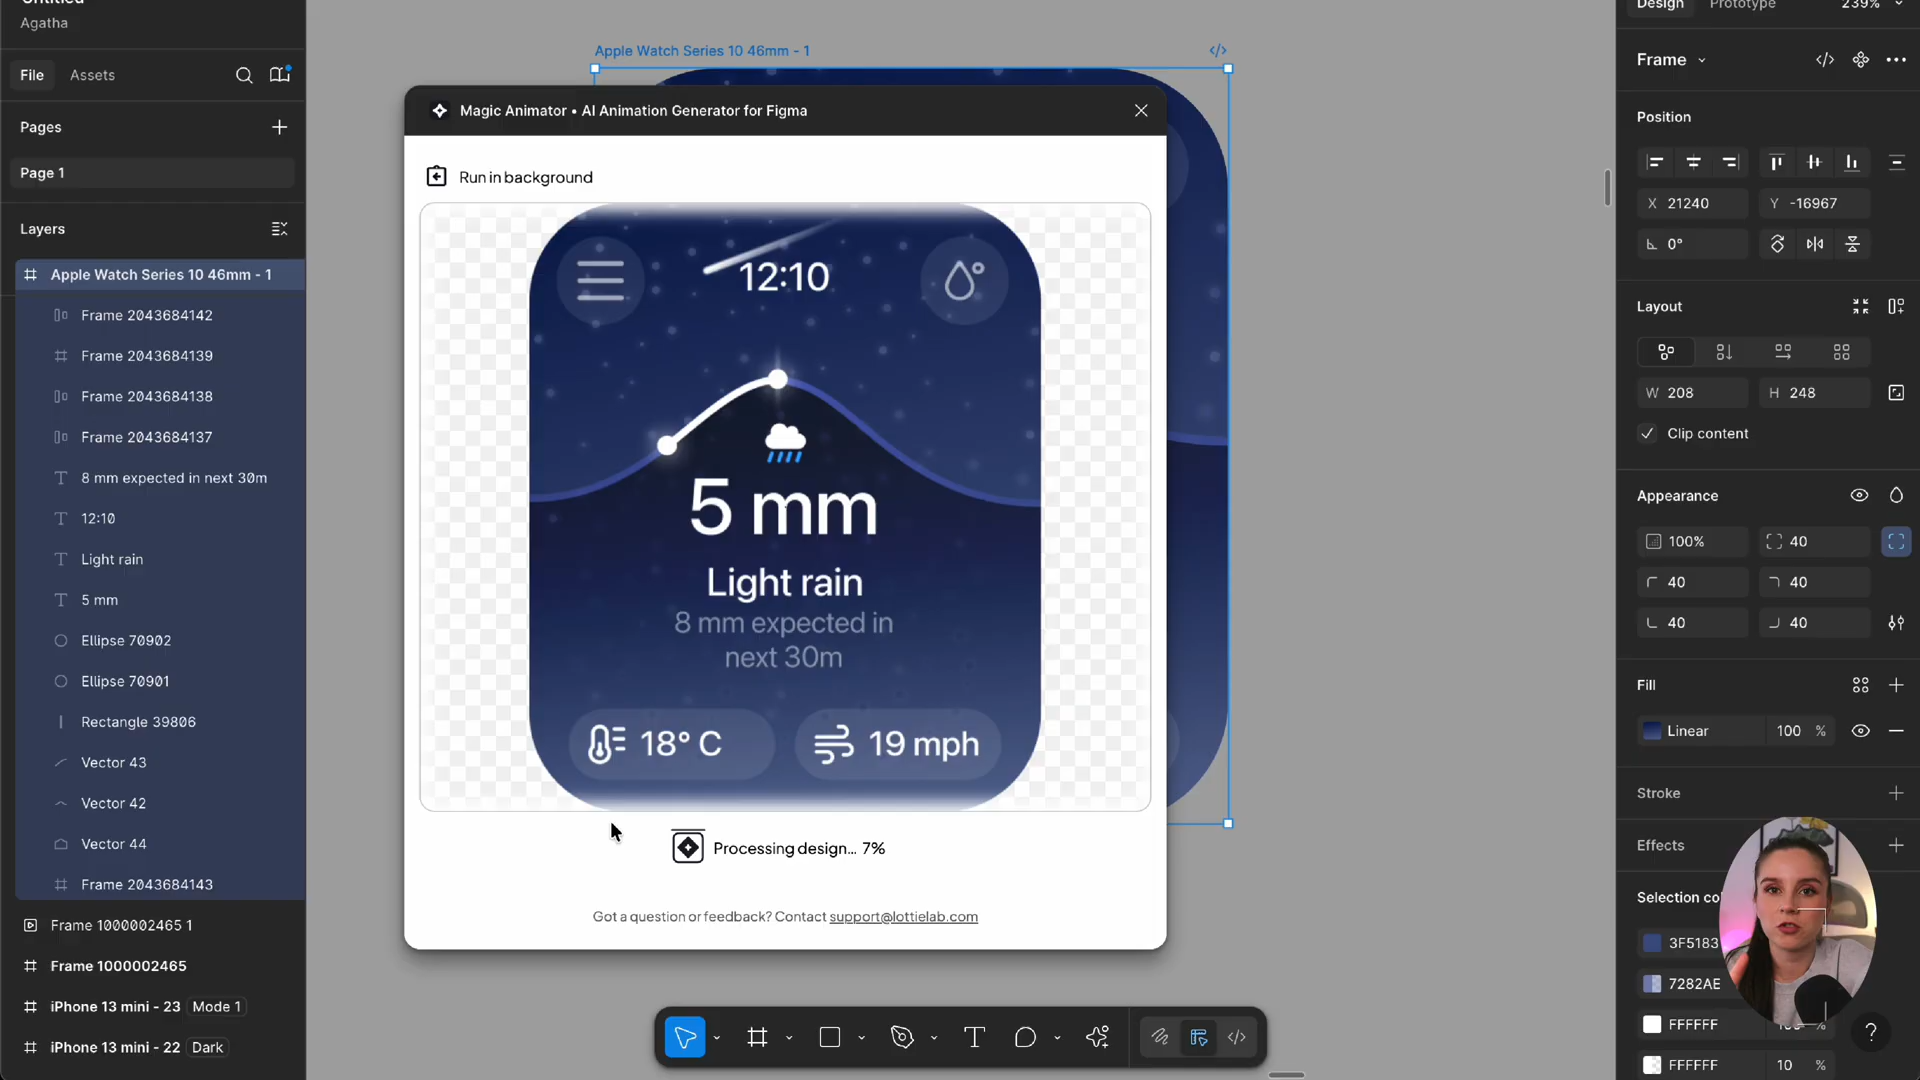 Untitled
Agatha
File
Assets
Pages
Page 1
Layers
Apple Watch Series 10 46mm - 1
Frame 2043684142
Frame 2043684139
Frame 2043684138
Frame 2043684137
8 mm expected in next 30m
12:10
Light rain
5 mm
Ellipse 70902
Ellipse 70901
Rectangle 39806
Vector 43
Vector 42
Vector 44
Frame 2043684143
Frame 1000002465 1
Frame 1000002465
iPhone 13 mini - 23 Mode 1
iPhone 13 mini - 22 Dark
Apple Watch Series 10 46mm - 1
Magic Animator • AI Animation Generator for Figma
Run in background
12:10
5 mm
Light rain
8 mm expected in
next 30m
18° C
19 mph
Processing design... 7%
Got a question or feedback? Contact support@lottielab.com
Design
Prototype
239%
Frame
Position
X 21240
Y -16967
0°
Layout
W 208
H 248
Clip content
Appearance
100%
40
40
40
40
40
Fill
Linear
100 %
Stroke
Effects
Selection co
3F5183
7282AE
FFFFFF
%
FFFFFF
10 %
?